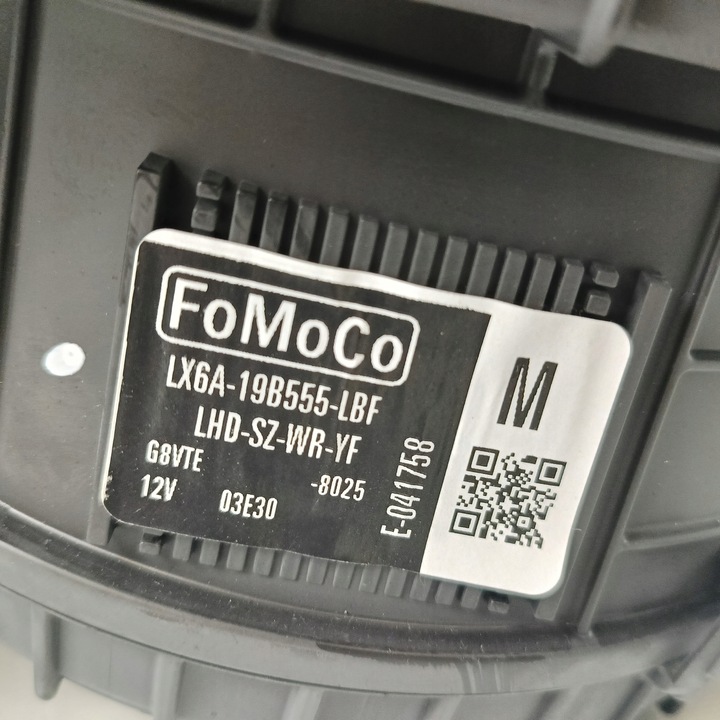 FoMoCo
LX6A-19B555-LBF
LHD-SZ-WR-YF
G8VTE -8025
12V 03E30
E-041758
M